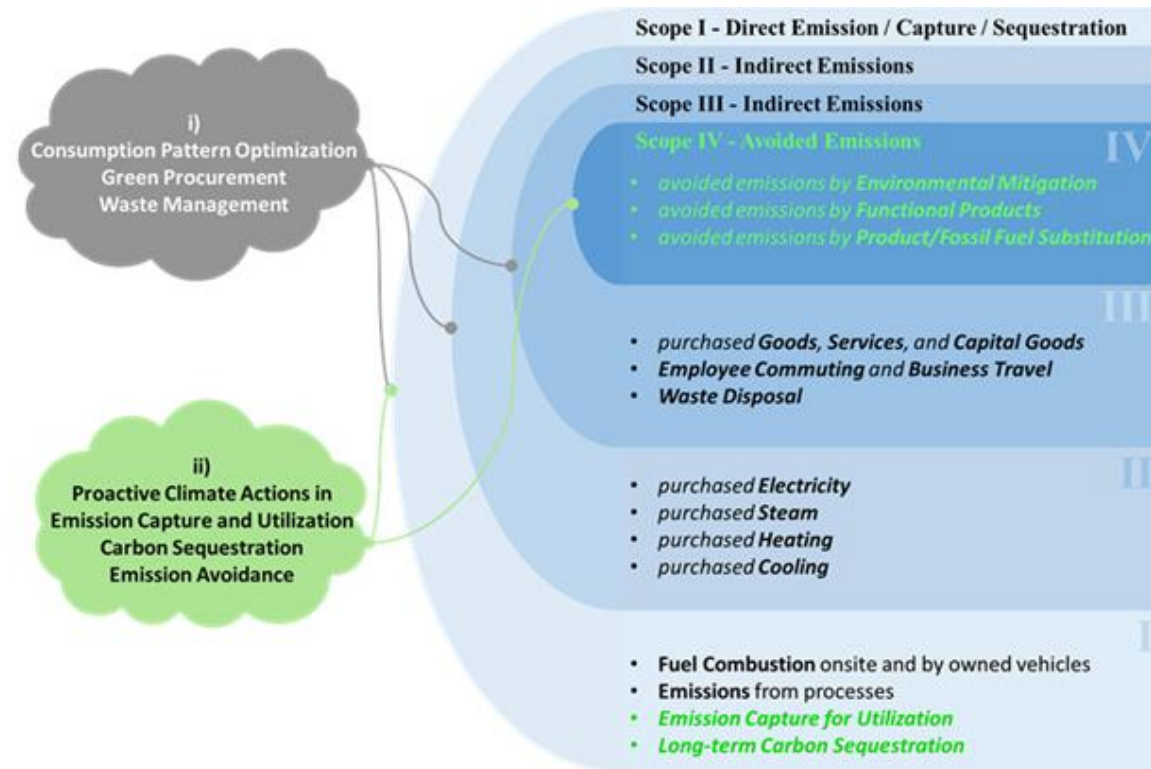 i)
Consumption Pattern Optimization
Green Procurement
Waste Management
ii)
Proactive Climate Actions in
Emission Capture and Utilization
Carbon Sequestration
Emission Avoidance
Scope I - Direct Emission / Capture / Sequestration
Scope II - Indirect Emissions
Scope III - Indirect Emissions
Scope IV - Avoided Emissions
IV
• avoided emissions by Environmental Mitigation
• avoided emissions by Functional Products
• avoided emissions by Product/Fossil Fuel Substitution
III
• purchased Goods, Services, and Capital Goods
• Employee Commuting and Business Travel
• Waste Disposal
II
• purchased Electricity
• purchased Steam
• purchased Heating
• purchased Cooling
I
• Fuel Combustion onsite and by owned vehicles
• Emissions from processes
• Emission Capture for Utilization
• Long-term Carbon Sequestration